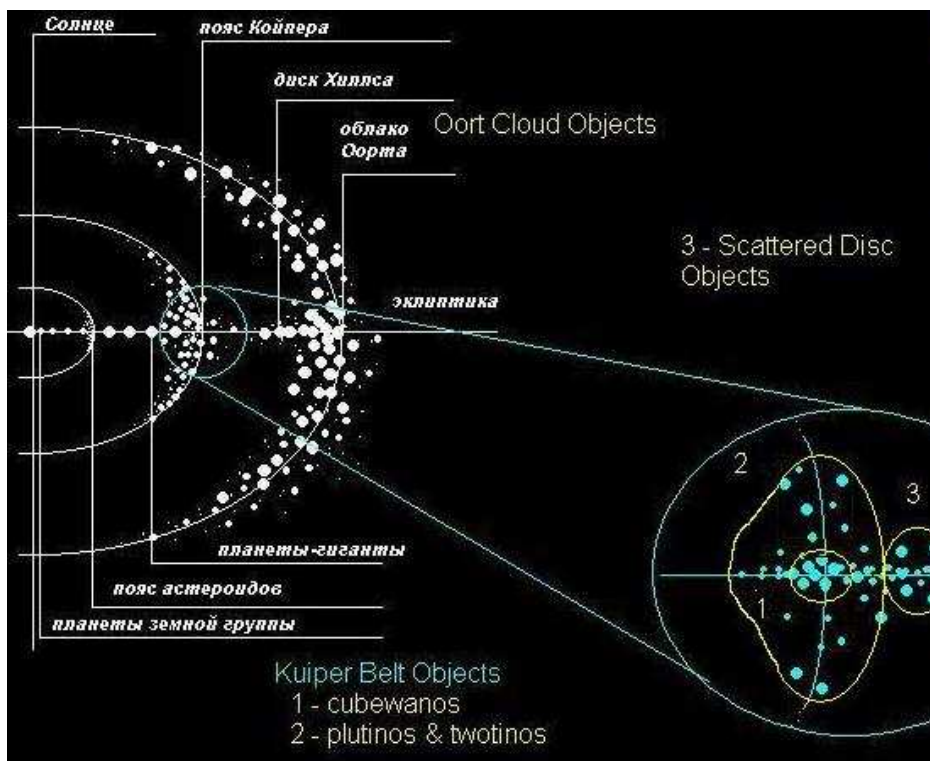 Солнце
пояс Койпера
диск Хиллса
облако
Оорта
Oort Cloud Objects
3 - Scattered Disc
Objects
эклиптика
2
3
1
планеты-гиганты
пояс астероидов
планеты земной группы
Kuiper Belt Objects
1 - cubewanos
2 - plutinos & twotinos